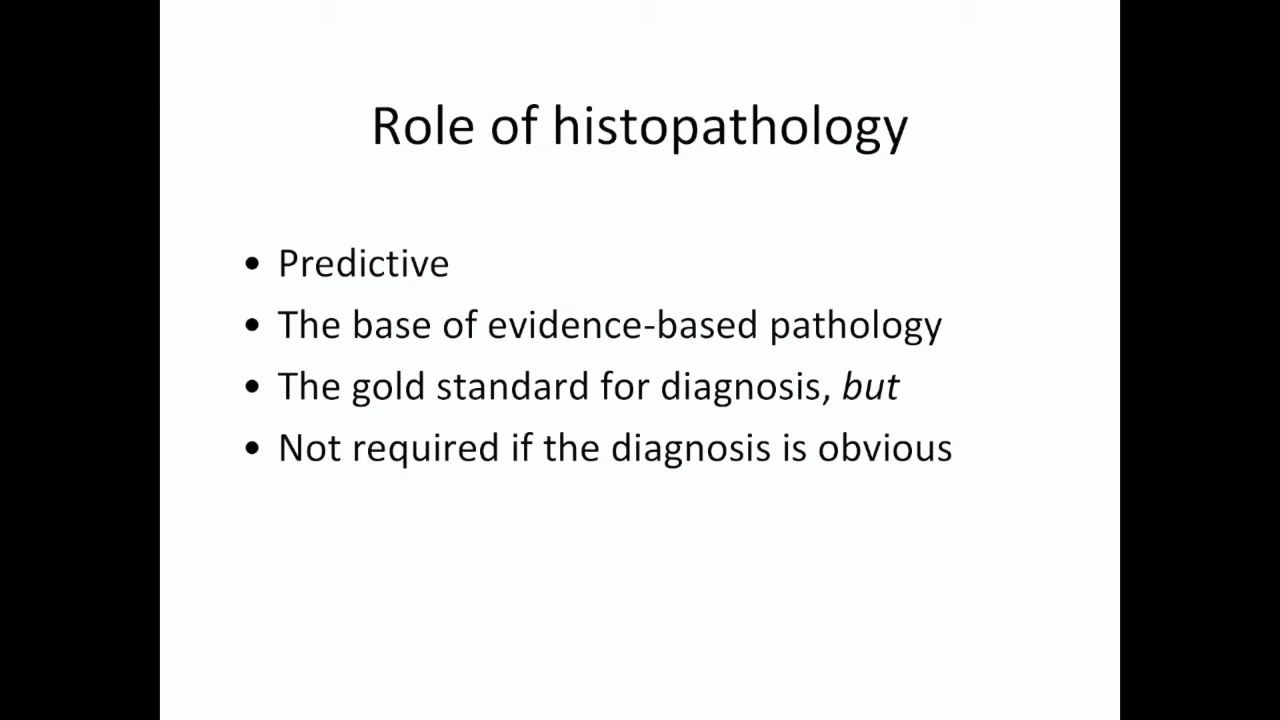 Role of histopathology
• Predictive
• The base of evidence-based pathology
• The gold standard for diagnosis, but
• Not required if the diagnosis is obvious